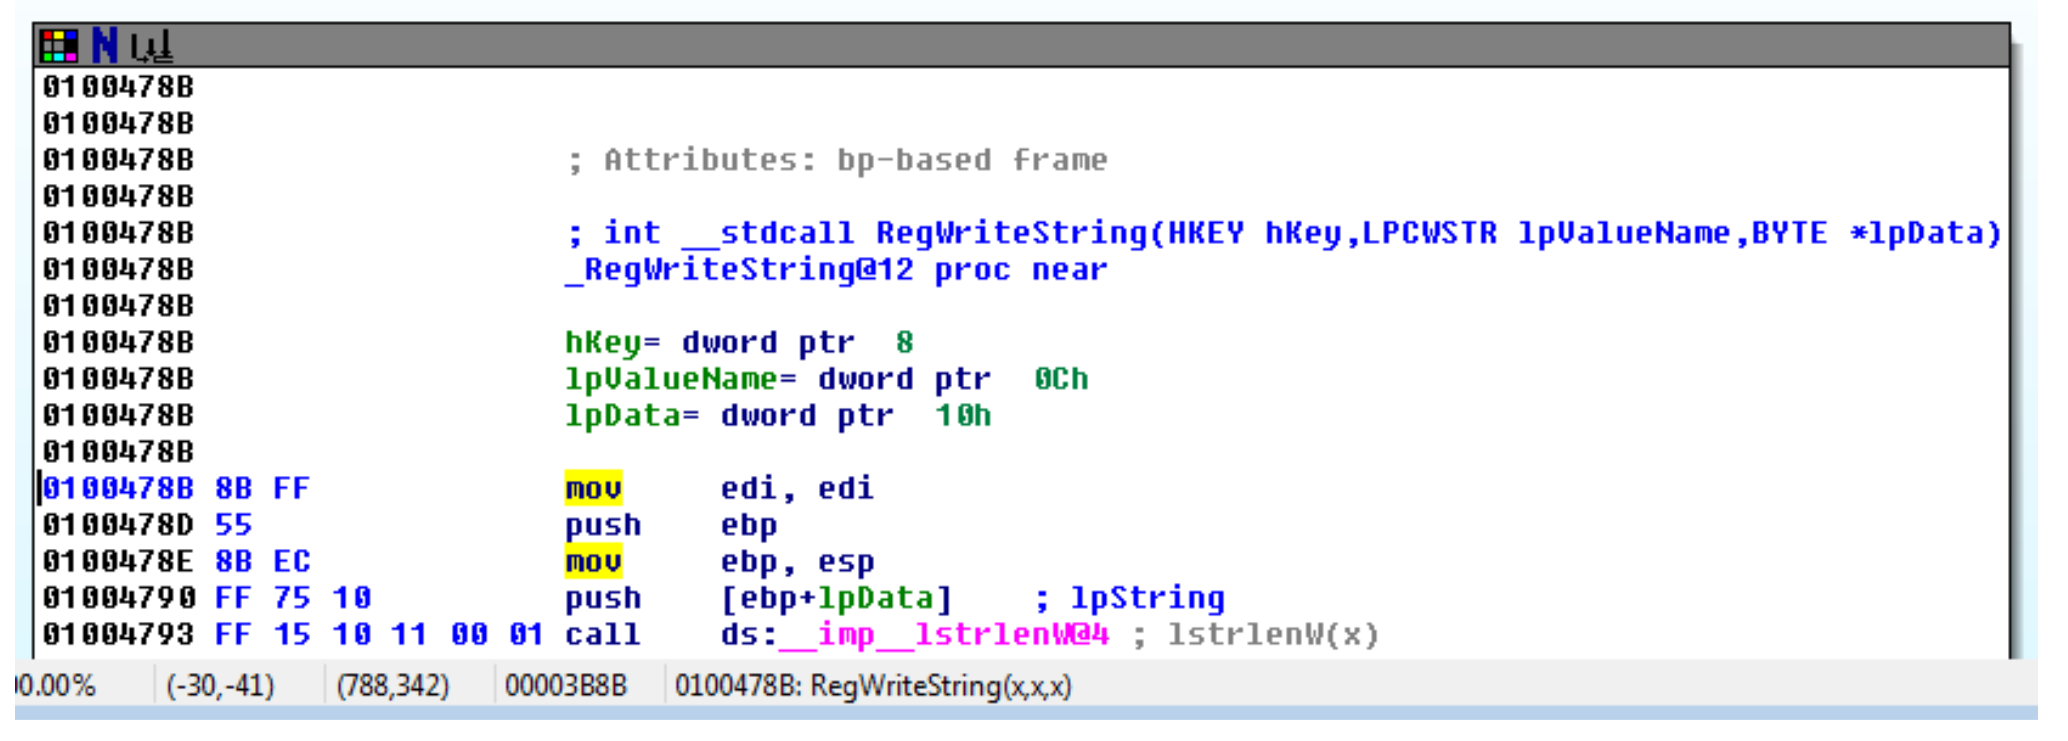 N
0100478B
0100478B
0100478B ; Attributes: bp-based frame
0100478B
0100478B ; int __stdcall RegWriteString(HKEY hKey,LPCWSTR lpValueName,BYTE *lpData)
0100478B _RegWriteString@12 proc near
0100478B
0100478B hKey= dword ptr  8
0100478B lpValueName= dword ptr  0Ch
0100478B lpData= dword ptr  10h
0100478B
0100478B 8B FF mov edi, edi
0100478D 55 push ebp
0100478E 8B EC mov ebp, esp
01004790 FF 75 10 push [ebp+lpData] ; lpString
01004793 FF 15 10 11 00 01 call ds:__imp__lstrlenW@4 ; lstrlenW(x)
0.00% (-30,-41) (788,342) 00003B8B 0100478B: RegWriteString(x,x,x)